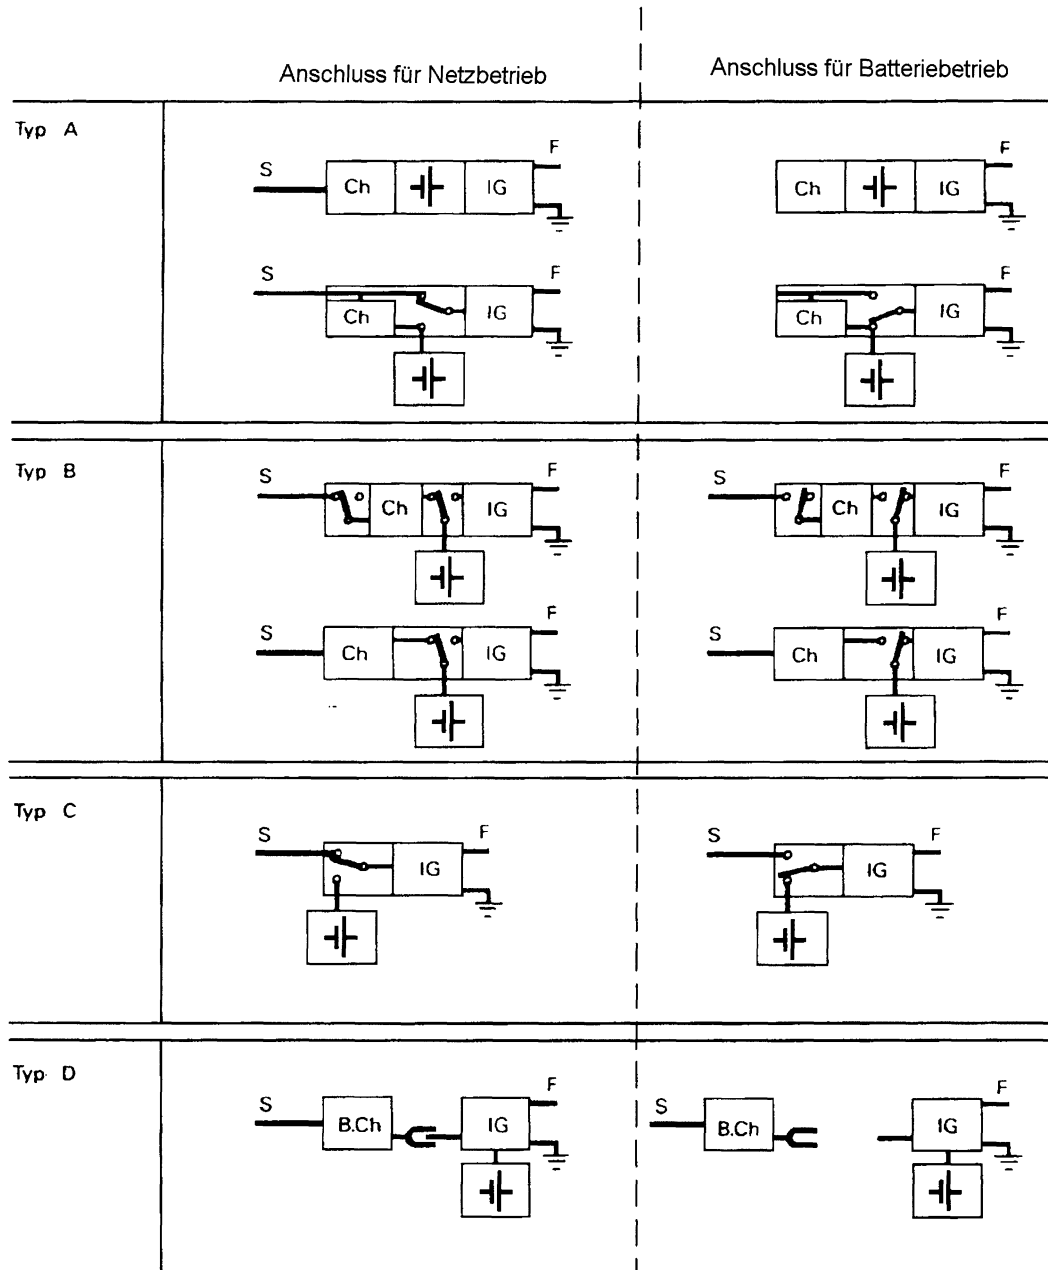 Anschluss für Netzbetrieb
Anschluss für Batteriebetrieb
Typ A
S
Ch
IG
F
Ch
IG
F
S
Ch
IG
F
Ch
IG
F
Typ B
S
Ch
IG
F
S
Ch
IG
F
S
Ch
IG
F
S
Ch
IG
F
Typ C
S
IG
F
S
IG
F
Typ D
S
B.Ch
IG
F
S
B.Ch
IG
F